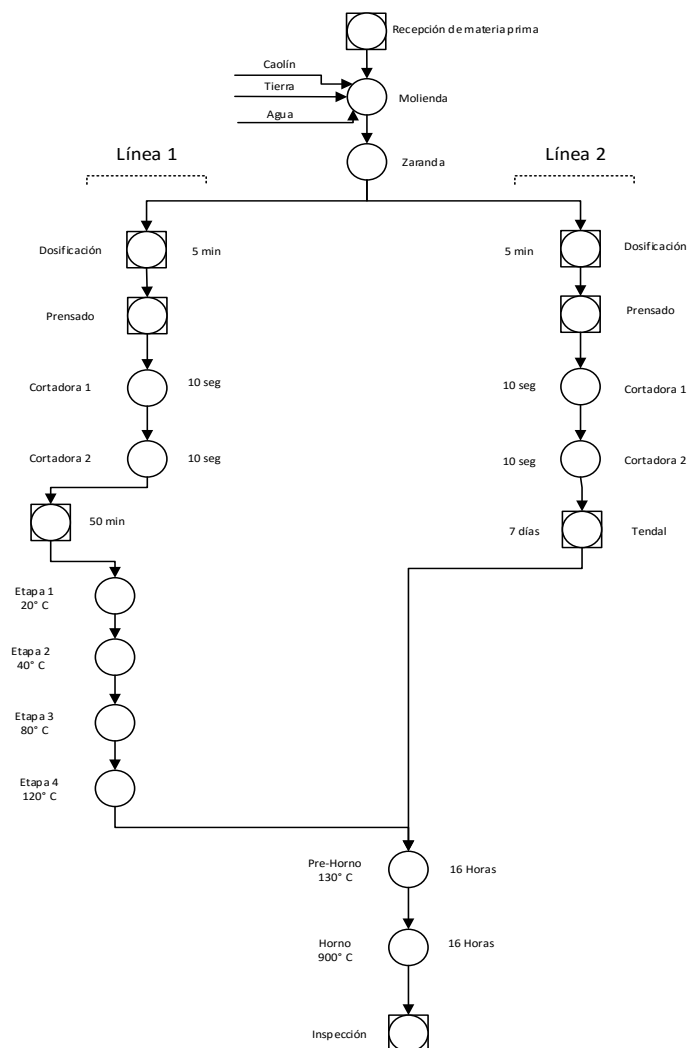 Recepción de materia prima
Caolín
Tierra
Agua
Molienda
Zaranda
Línea 1
Línea 2
Dosificación
5 min
5 min
Dosificación
Prensado
Prensado
Cortadora 1
10 seg
10 seg
Cortadora 1
Cortadora 2
10 seg
10 seg
Cortadora 2
50 min
7 días
Tendal
Etapa 1
20° C
Etapa 2
40° C
Etapa 3
80° C
Etapa 4
120° C
Pre-Horno
130° C
16 Horas
Horno
900° C
16 Horas
Inspección